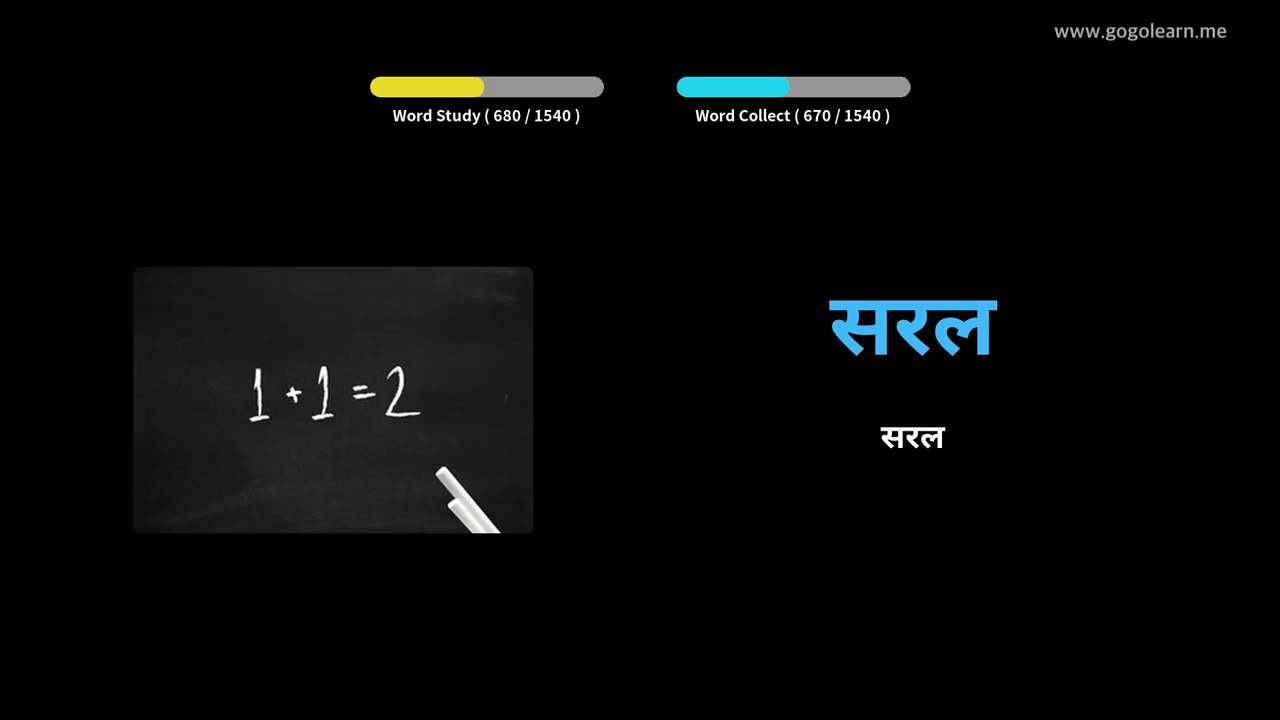 www.gogolearn.me
Word Study ( 680 / 1540 )
Word Collect ( 670 / 1540 )
1 + 1 = 2
सरल
सरल